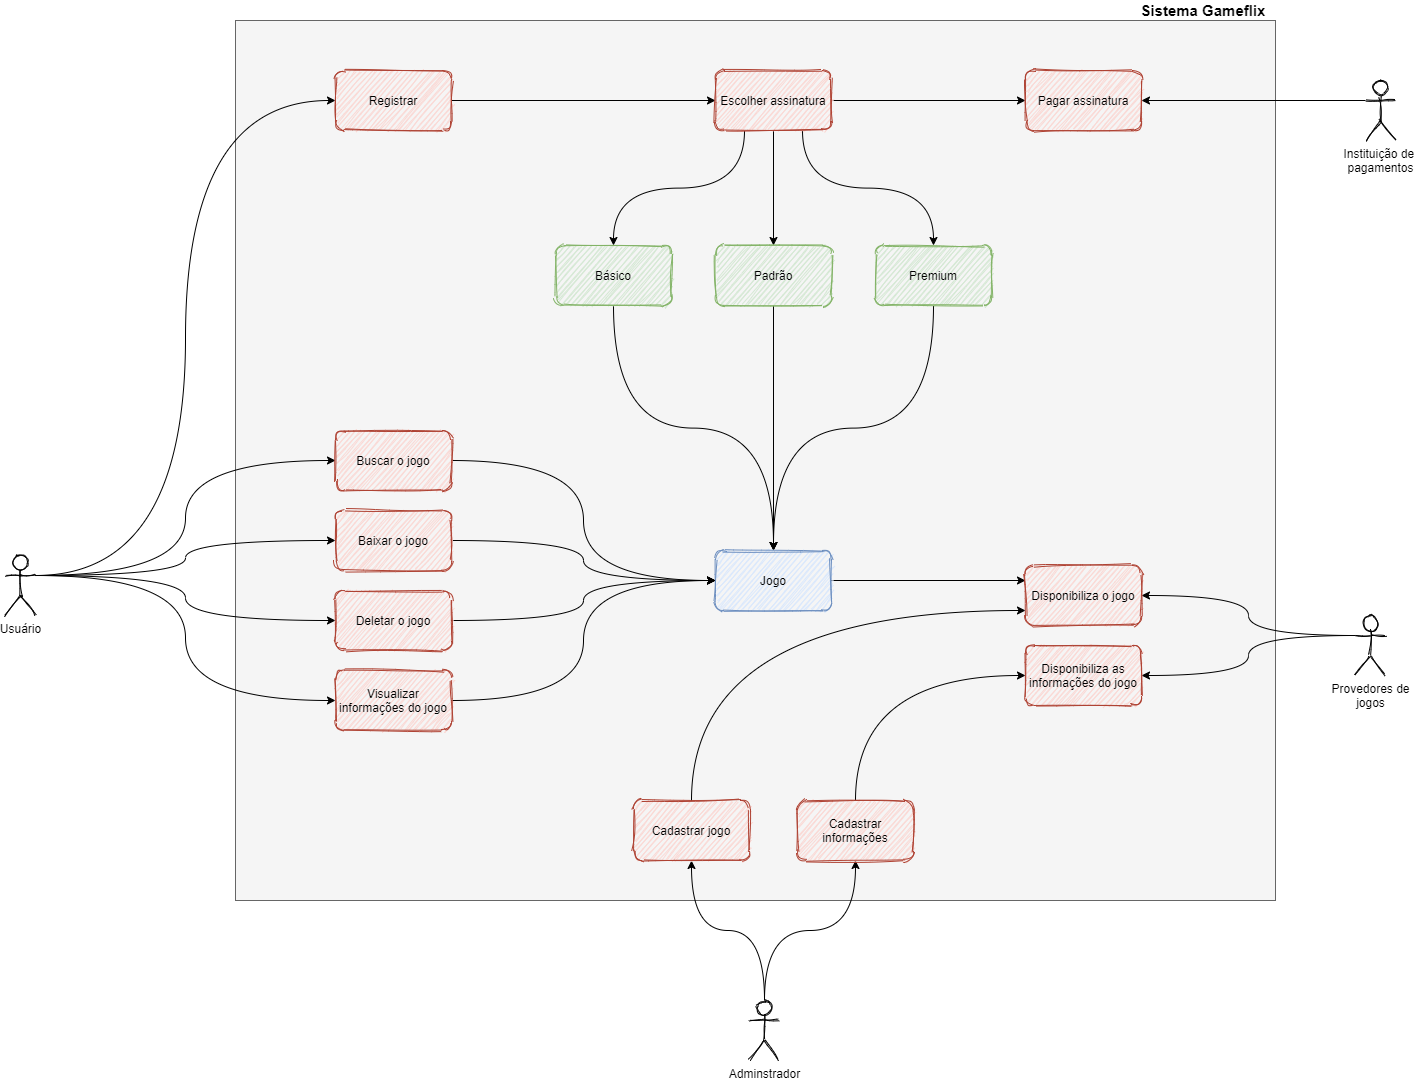 Sistema Gameflix
Registrar
Escolher assinatura
Pagar assinatura
Instituição de
pagamentos
Básico
Padrão
Premium
Buscar o jogo
Baixar o jogo
Deletar o jogo
Visualizar
informações do jogo
Usuário
Jogo
Disponibiliza o jogo
Disponibiliza as
informações do jogo
Provedores de
jogos
Cadastrar jogo
Cadastrar
informações
Adminstrador